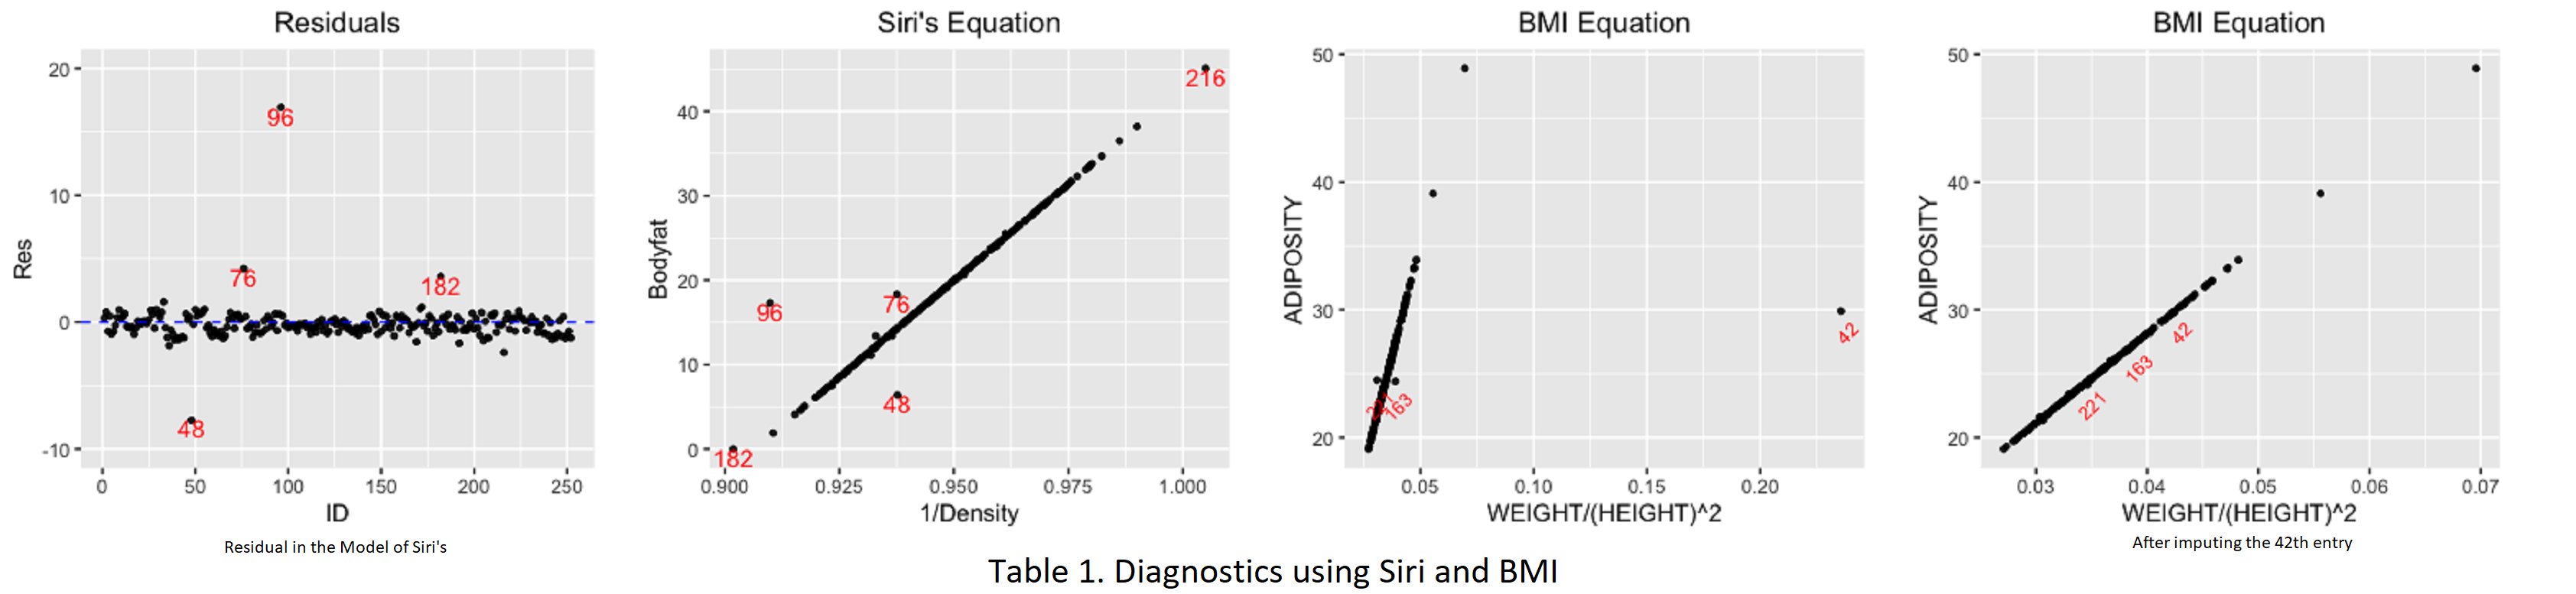 Residuals
20
10
0
-10
Res
96
76
182
48
0 50 100 150 200 250
ID
Residual in the Model of Siri's
Siri's Equation
40
30
20
10
0
Bodyfat
216
96
76
48
182
0.900 0.925 0.950 0.975 1.000
1/Density
BMI Equation
50
40
30
20
ADIPOSITY
42
163
0.05 0.10 0.15 0.20
WEIGHT/(HEIGHT)^2
BMI Equation
50
40
30
20
ADIPOSITY
42
163
221
0.03 0.04 0.05 0.06 0.07
WEIGHT/(HEIGHT)^2
After imputing the 42th entry
Table 1. Diagnostics using Siri and BMI